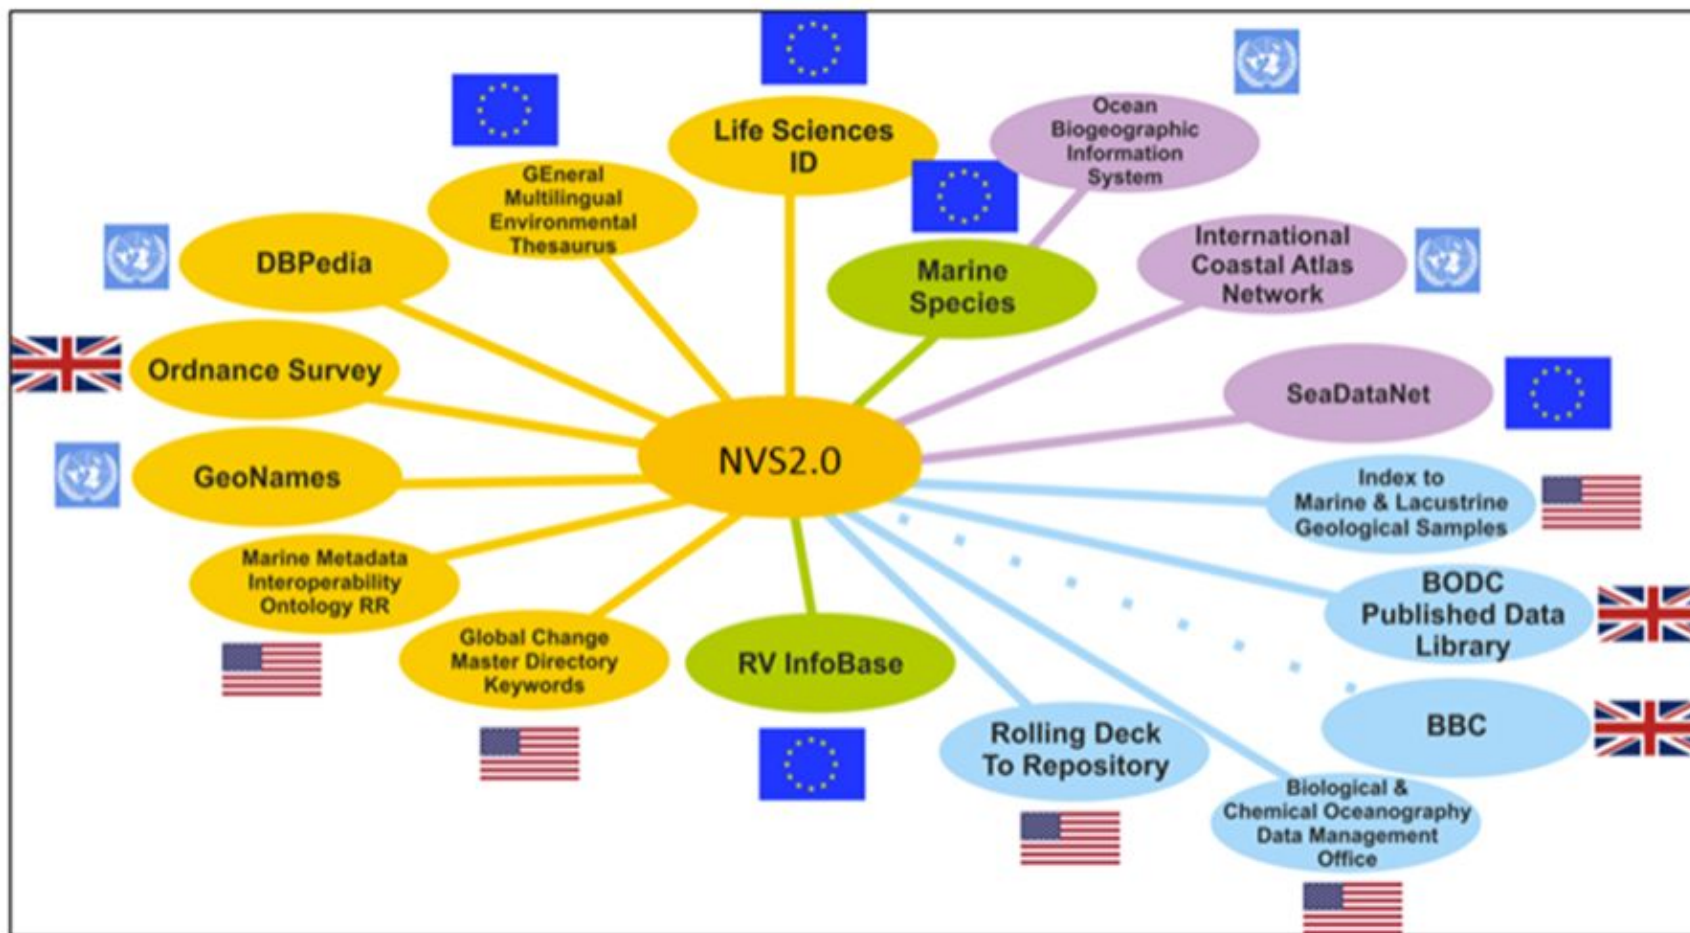 Life Sciences
ID
Ocean
Biogeographic
Information
System
GEneral
Multilingual
Environmental
Thesaurus
DBPedia
Marine
Species
International
Coastal Atlas
Network
Ordnance Survey
SeaDataNet
NVS2.0
GeoNames
Index to
Marine & Lacustrine
Geological Samples
Marine Metadata
Interoperability
Ontology RR
BODC
Published Data
Library
Global Change
Master Directory
Keywords
RV InfoBase
BBC
Rolling Deck
To Repository
Biological &
Chemical Oceanography
Data Management
Office